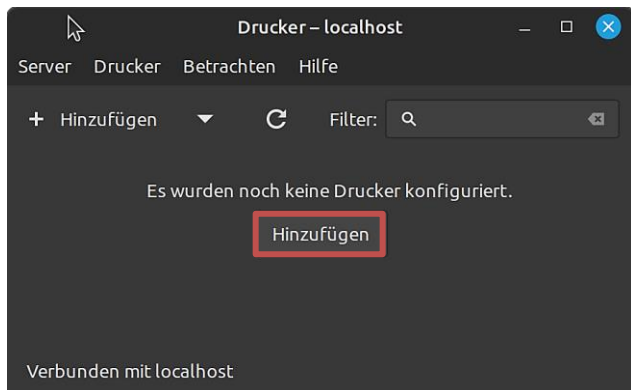 Drucker – localhost
Server Drucker Betrachten Hilfe
+ Hinzufügen Filter:
Es wurden noch keine Drucker konfiguriert.
Hinzufügen
Verbunden mit localhost